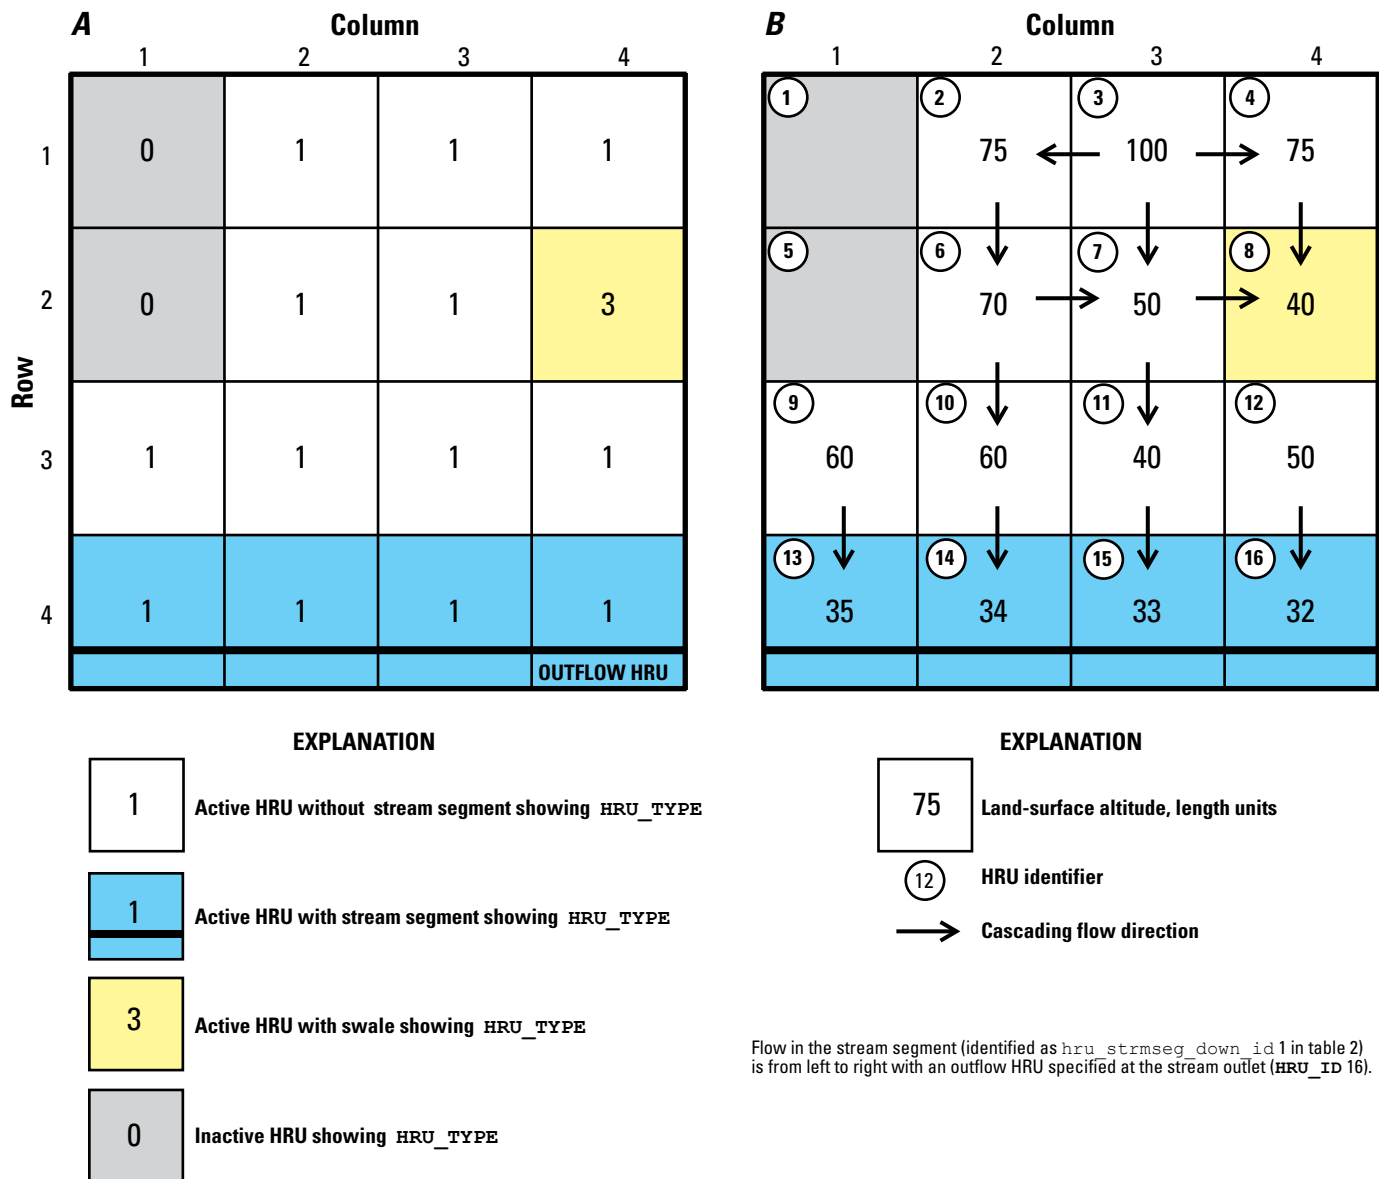 A Column
1 2 3 4
Row
1 0 1 1 1
2 0 1 1 3
3 1 1 1 1
4 1 1 1 1
OUTFLOW HRU
EXPLANATION
1 Active HRU without stream segment showing HRU_TYPE
1 Active HRU with stream segment showing HRU_TYPE
3 Active HRU with swale showing HRU_TYPE
0 Inactive HRU showing HRU_TYPE
B Column
1 2 3 4
1 2 3 4
75 100 75
5 6 7 8
70 50 40
9 10 11 12
60 60 40 50
13 14 15 16
35 34 33 32
EXPLANATION
75 Land-surface altitude, length units
12 HRU identifier
Cascading flow direction
Flow in the stream segment (identified as hru_strmseg_down_id 1 in table 2)
is from left to right with an outflow HRU specified at the stream outlet (HRU_ID 16).